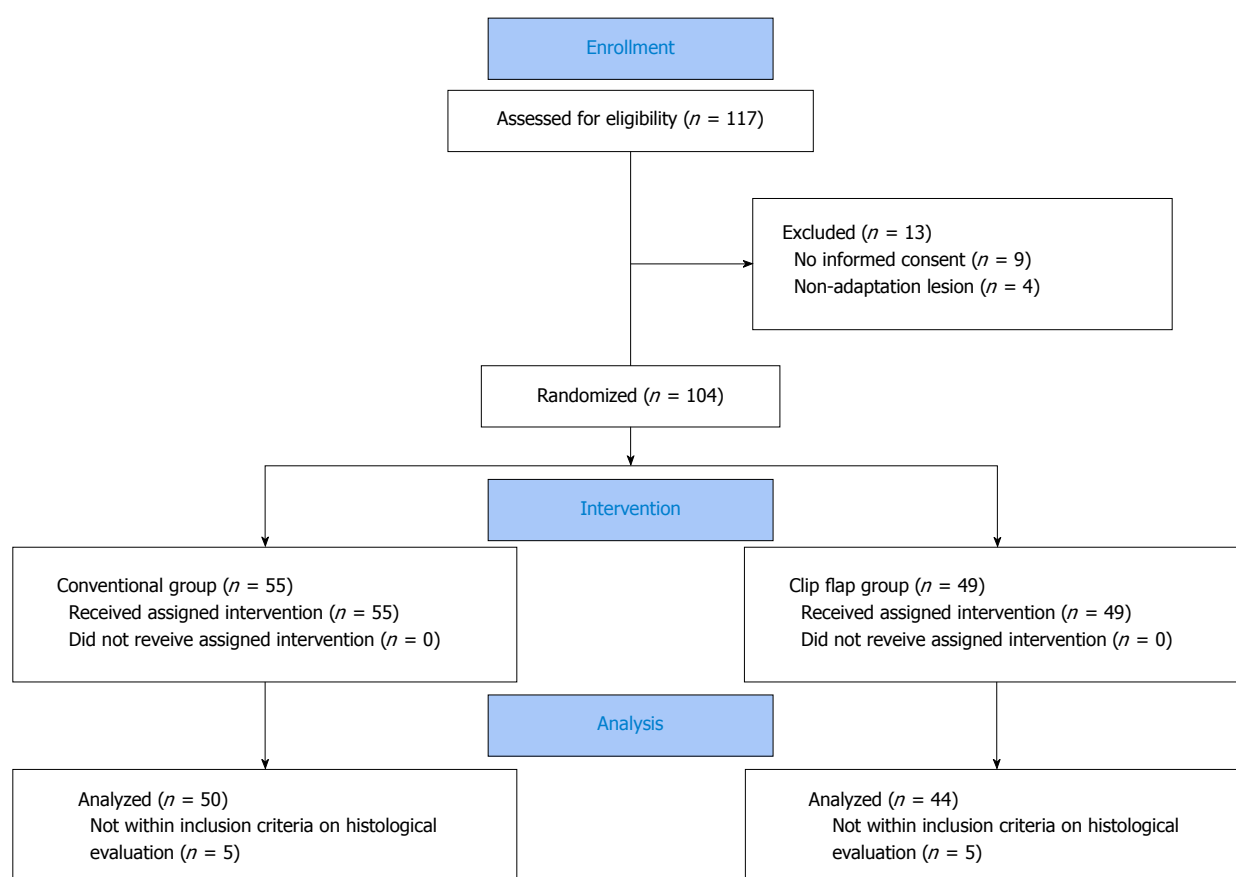 Enrollment
Assessed for eligibility (n = 117)
Excluded (n = 13)
No informed consent (n = 9)
Non-adaptation lesion (n = 4)
Randomized (n = 104)
Intervention
Conventional group (n = 55)
Received assigned intervention (n = 55)
Did not reveive assigned intervention (n = 0)
Clip flap group (n = 49)
Received assigned intervention (n = 49)
Did not reveive assigned intervention (n = 0)
Analysis
Analyzed (n = 50)
Not within inclusion criteria on histological
evaluation (n = 5)
Analyzed (n = 44)
Not within inclusion criteria on histological
evaluation (n = 5)